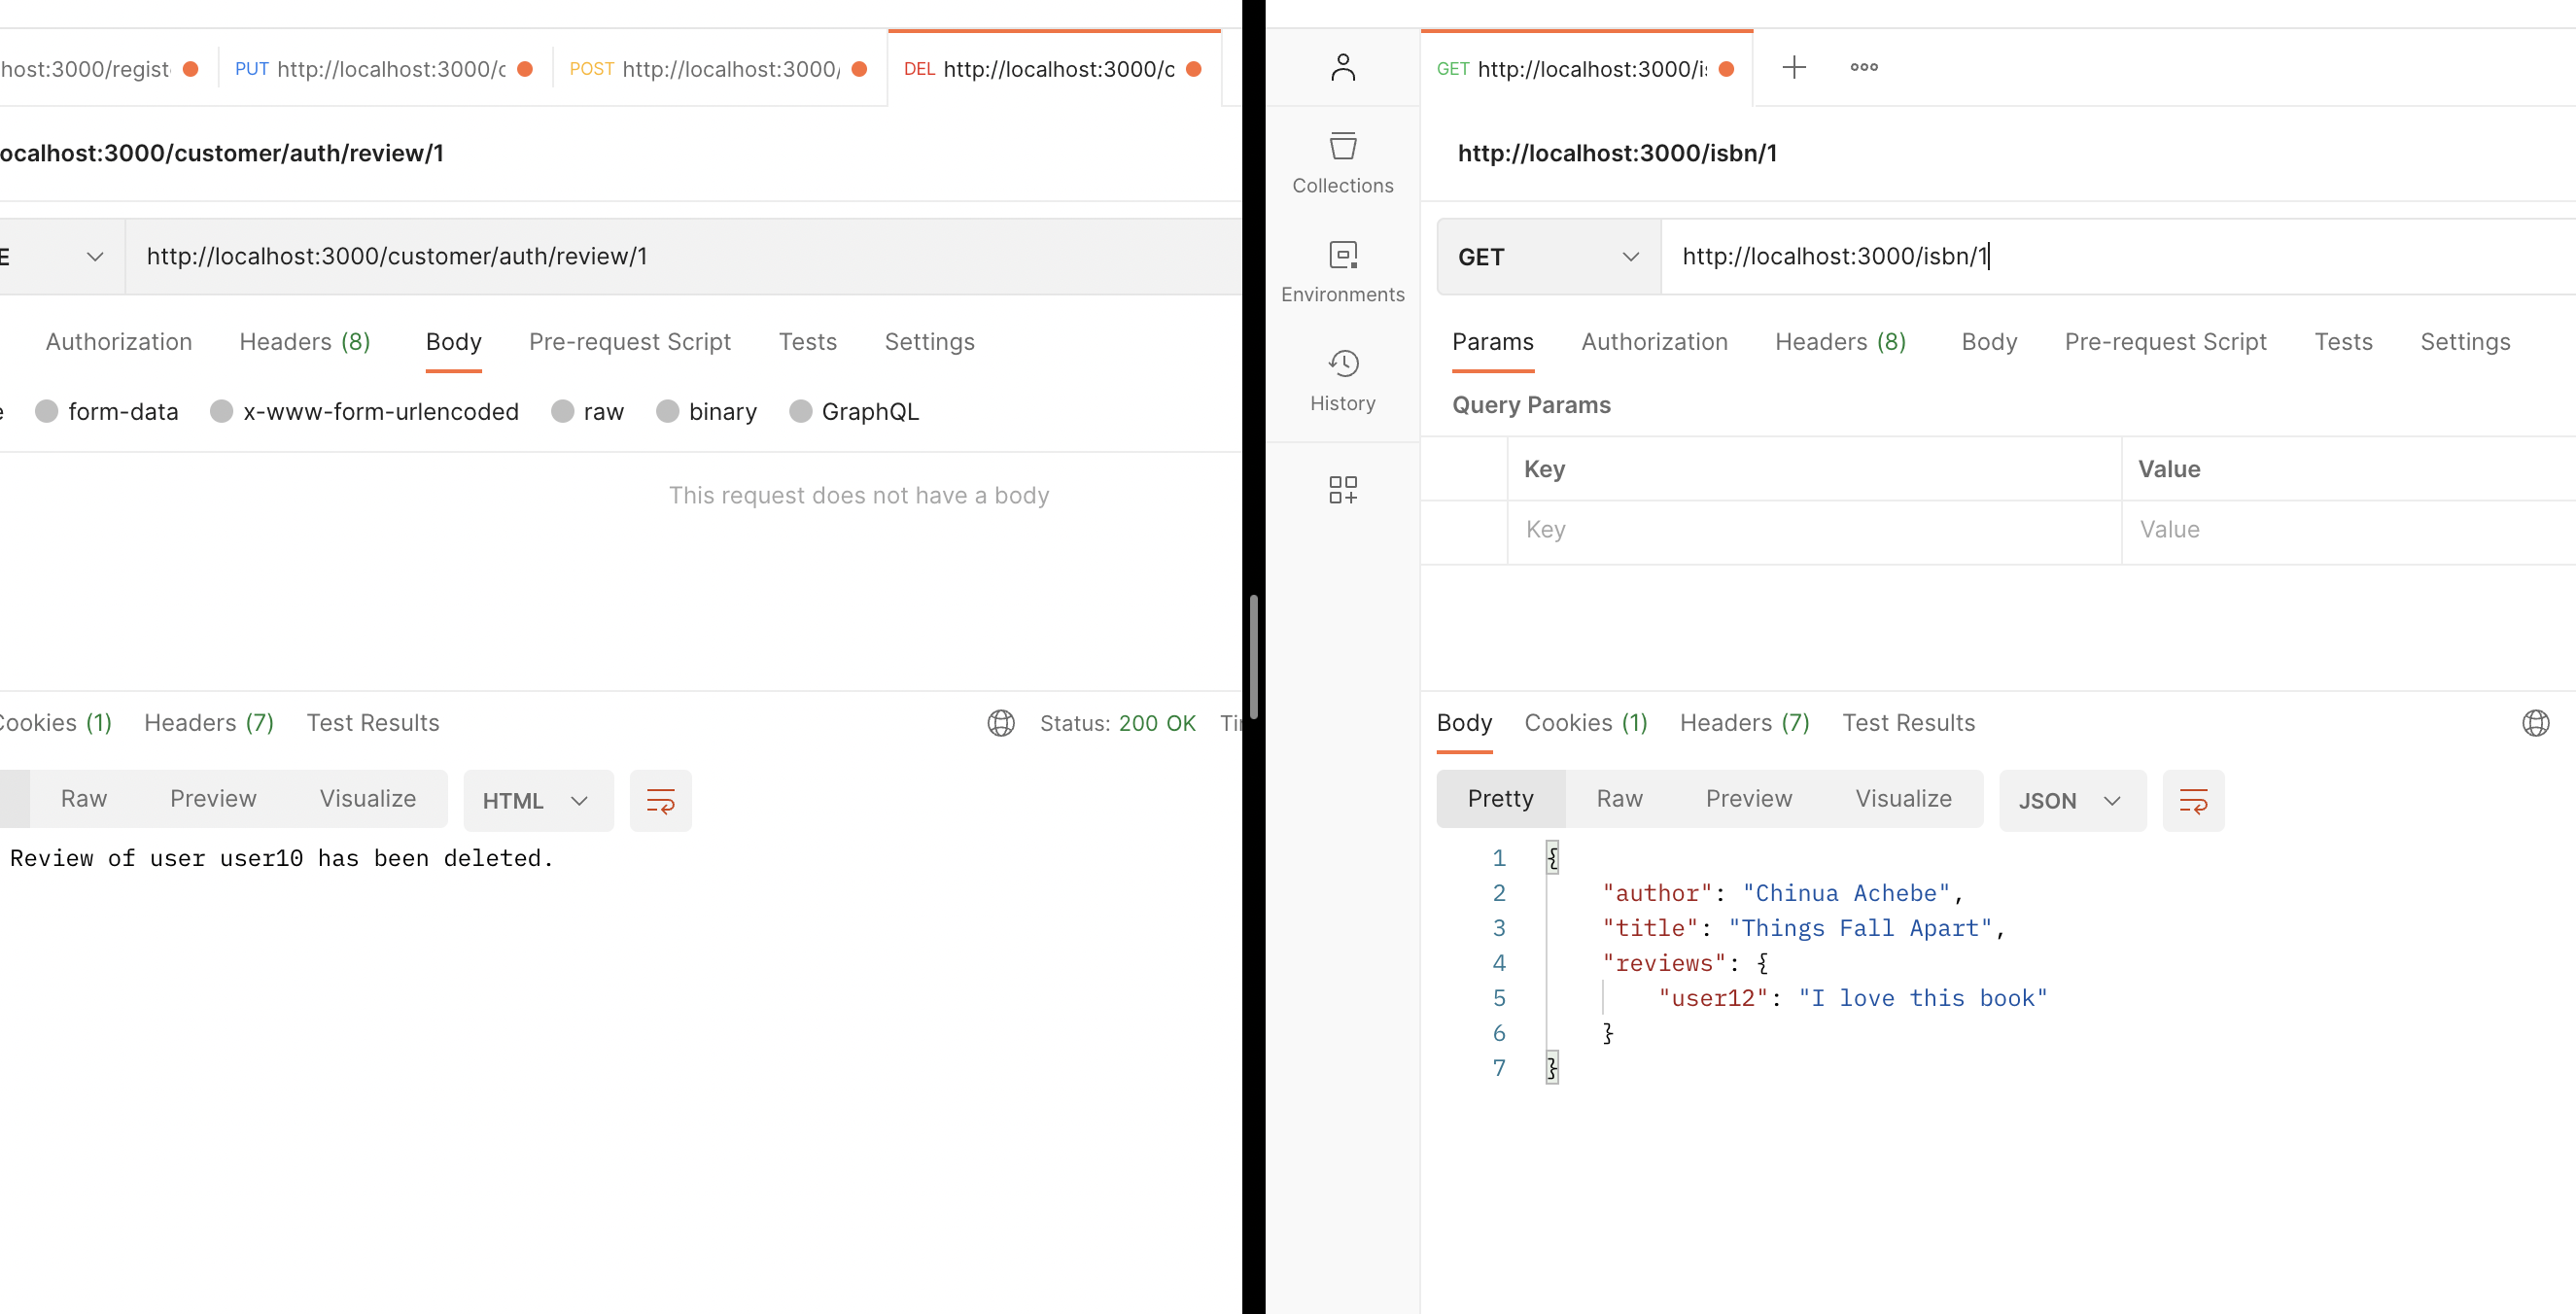 host:3000/regist
PUT http://localhost:3000/c
POST http://localhost:3000/
DEL http://localhost:3000/c
ocalhost:3000/customer/auth/review/1
E
http://localhost:3000/customer/auth/review/1
Authorization Headers (8) Body Pre-request Script Tests Settings
e form-data x-www-form-urlencoded raw binary GraphQL
This request does not have a body
Cookies (1) Headers (7) Test Results Status: 200 OK Tir
Raw Preview Visualize HTML
Review of user user10 has been deleted.
Collections
Environments
History
GET http://localhost:3000/is
http://localhost:3000/isbn/1
GET http://localhost:3000/isbn/1
Params Authorization Headers (8) Body Pre-request Script Tests Settings
Query Params
Key Value
Key Value
Body Cookies (1) Headers (7) Test Results
Pretty Raw Preview Visualize JSON
1 {
2 "author": "Chinua Achebe",
3 "title": "Things Fall Apart",
4 "reviews": {
5 "user12": "I love this book"
6 }
7 }